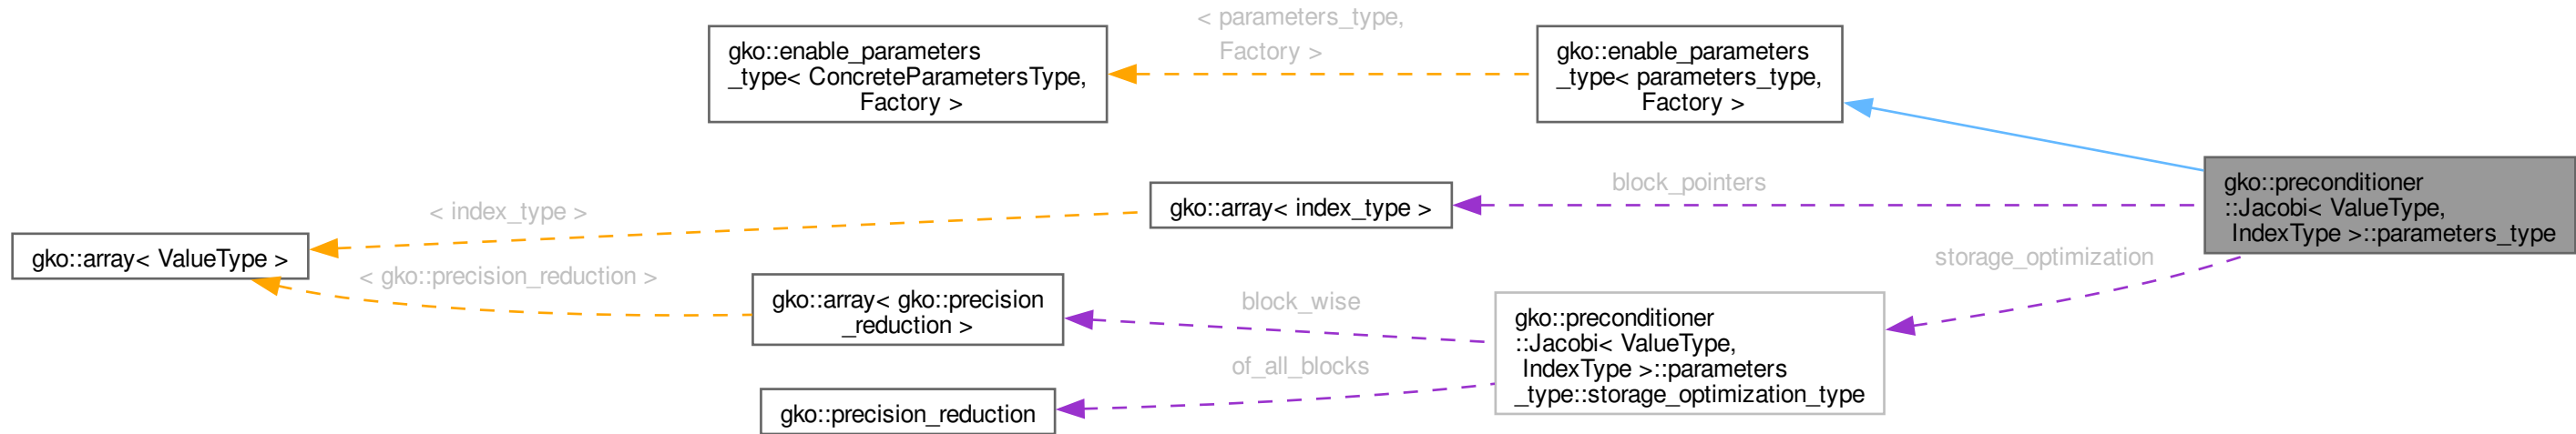 < parameters_type,
Factory >
gko::enable_parameters
_type< ConcreteParametersType,
Factory >
gko::enable_parameters
_type< parameters_type,
Factory >
block_pointers
gko::preconditioner
::Jacobi< ValueType,
IndexType >::parameters_type
< index_type >
gko::array< index_type >
gko::array< ValueType >
< gko::precision_reduction >
storage_optimization
gko::array< gko::precision
_reduction >
block_wise
gko::preconditioner
::Jacobi< ValueType,
IndexType >::parameters
_type::storage_optimization_type
of_all_blocks
gko::precision_reduction